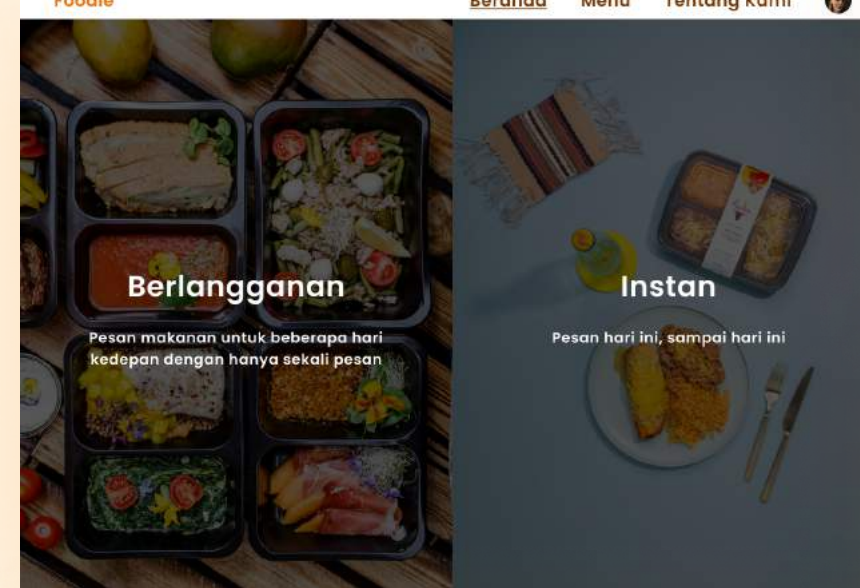 Foodie
Beranda Menu Tentang Kami
Berlangganan
Pesan makanan untuk beberapa hari
kedepan dengan hanya sekali pesan
Instan
Pesan hari ini, sampai hari ini